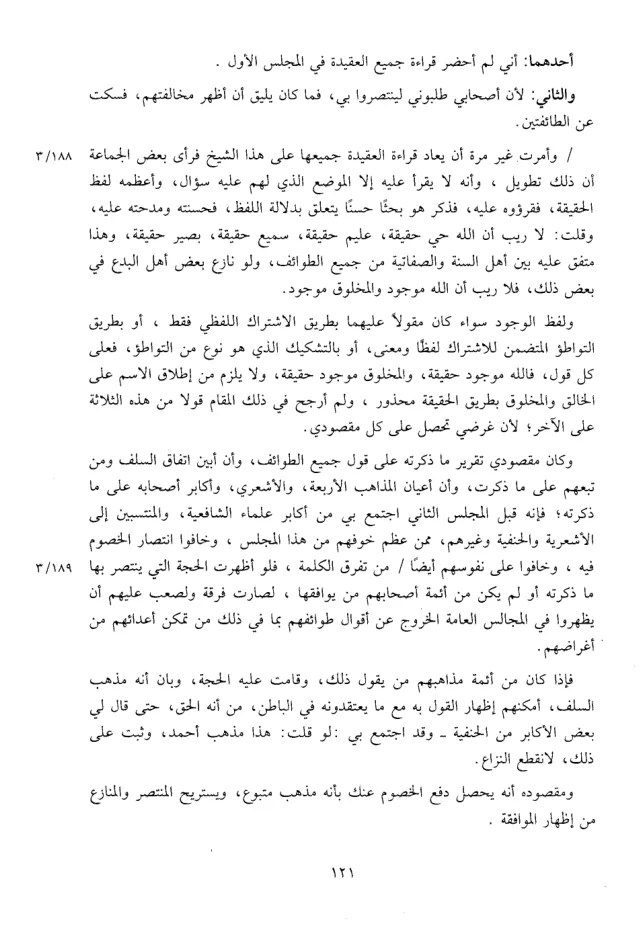 أحدهما: أني لم أحضر قراءة جميع العقيدة في المجلس الأول .
والثاني: لأن أصحابي طلبوني لينتصروا بي، فما كان يليق أن أظهر مخالفتهم، فسكت
عن الطائفتين.
/ وأمرت غير مرة أن يعاد قراءة العقيدة جميعها على هذا الشيخ فرأى بعض الجماعة ٣/١٨٨
أن ذلك تطويل ، وأنه لا يقرأ عليه إلا الموضع الذي لهم عليه سؤال، وأعظمه لفظ
الحقيقة، فقرؤوه عليه، فذكر هو بحثًا حسنًا يتعلق بدلالة اللفظ، فحسنته ومدحته عليه،
وقلت: لا ريب أن الله حي حقيقة، عليم حقيقة، سميع حقيقة، بصير حقيقة، وهذا
متفق عليه بين أهل السنة والصفاتية من جميع الطوائف، ولو نازع بعض أهل البدع في
بعض ذلك، فلا ريب أن الله موجود والمخلوق موجود.
ولفظ الوجود سواء كان مقولاً عليهما بطريق الاشتراك اللفظي فقط ، أو بطريق
التواطؤ المتضمن للاشتراك لفظًا ومعنى، أو بالتشكيك الذي هو نوع من التواطؤ، فعلى
كل قول، فالله موجود حقيقة، والمخلوق موجود حقيقة، ولا يلزم من إطلاق الاسم على
الخالق والمخلوق بطريق الحقيقة محذور ، ولم أرجح في ذلك المقام قولا من هذه الثلاثة
على الآخر؛ لأن غرضي تحصل على كل مقصودي.
وكان مقصودي تقرير ما ذكرته على قول جميع الطوائف، وأن أبين اتفاق السلف ومن
تبعهم على ما ذكرت، وأن أعيان المذاهب الأربعة، والأشعري، وأكابر أصحابه على ما
ذكرته؛ فإنه قبل المجلس الثاني اجتمع بي من أكابر علماء الشافعية، والمنتسبين إلى
الأشعرية والحنفية وغيرهم، ممن عظم خوفهم من هذا المجلس ، وخافوا انتصار الخصوم
فيه ، وخافوا على نفوسهم أيضًا / من تفرق الكلمة ، فلو أظهرت الحجة التي ينتصر بها ٣/١٨٩
ما ذكرته أو لم يكن من أئمة أصحابهم من يوافقها ، لصارت فرقة ولصعب عليهم أن
يظهروا في المجالس العامة الخروج عن أقوال طوائفهم بما في ذلك من تمكن أعدائهم من
أغراضهم.
فإذا كان من أئمة مذاهبهم من يقول ذلك، وقامت عليه الحجة، وبان أنه مذهب
السلف، أمكنهم إظهار القول به مع ما يعتقدونه في الباطن، من أنه الحق، حتى قال لي
بعض الأكابر من الحنفية ـ وقد اجتمع بي :لو قلت: هذا مذهب أحمد، وثبت على
ذلك، لانقطع النزاع.
ومقصوده أنه يحصل دفع الخصوم عنك بأنه مذهب متبوع، ويستريح المنتصر والمنازع
من إظهار الموافقة .
١٢١